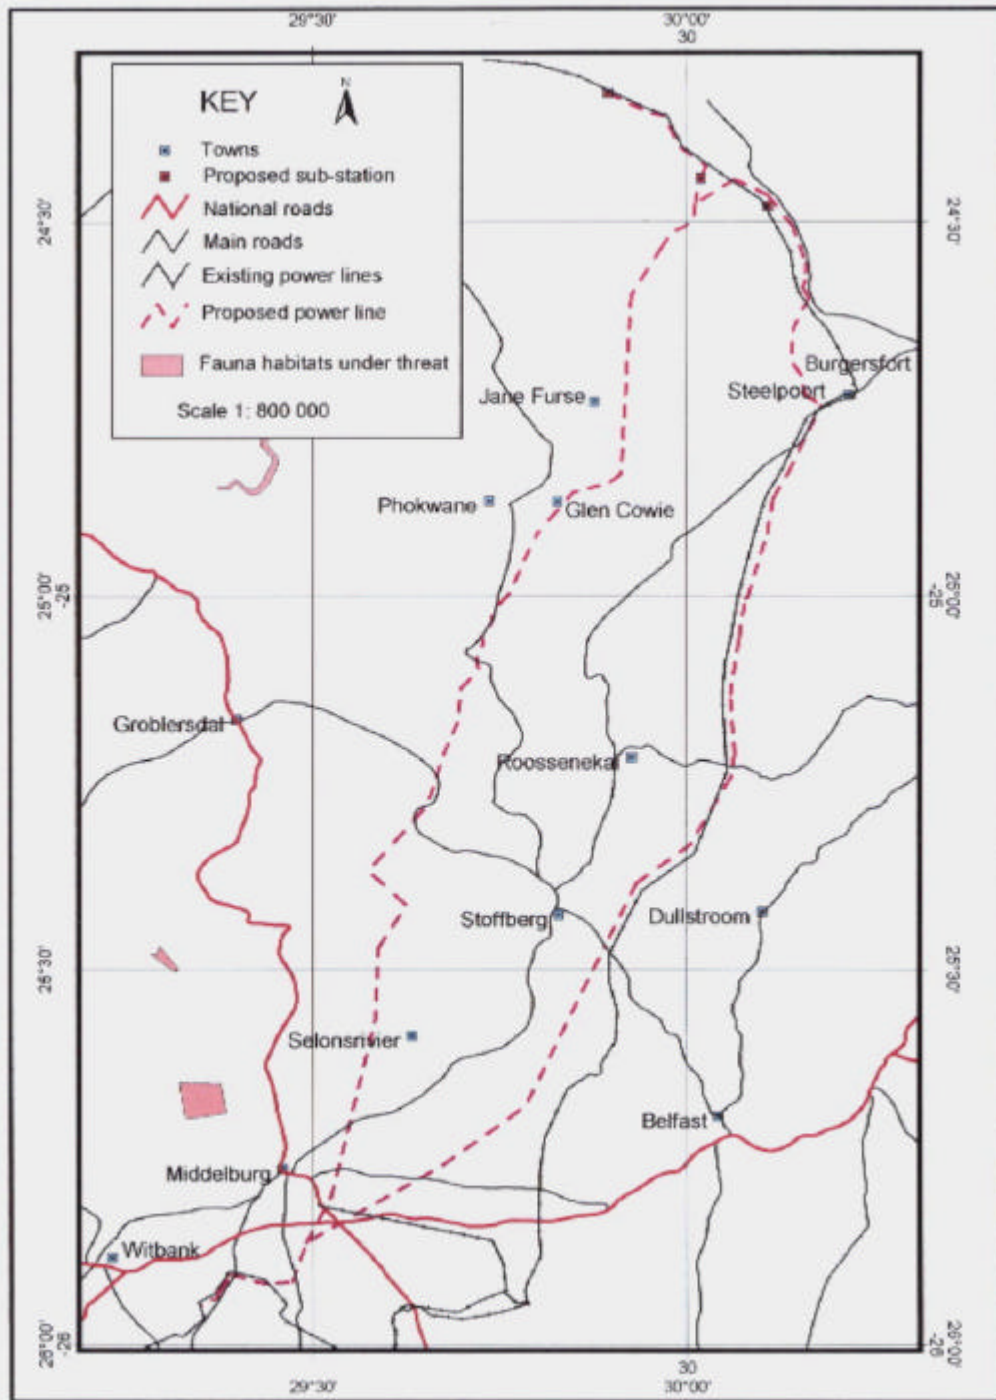 29°30'
30°00'
30
KEY
N
Towns
Proposed sub-station
National roads
Main roads
Existing power lines
Proposed power line
Fauna habitats under threat
Scale 1: 800 000
24°30'
24°30'
Burgersfort
Steelpoort
Jane Furse
Phokwane
Glen Cowie
25°00'
-25
-25
25°00'
Groblersdal
Roossenekal
Stoffberg
Dullstroom
25°30'
25°30'
Selonsrivier
Belfast
Middelburg
Witbank
26°00'
-26
-26
26°00'
29°30'
30
30°00'